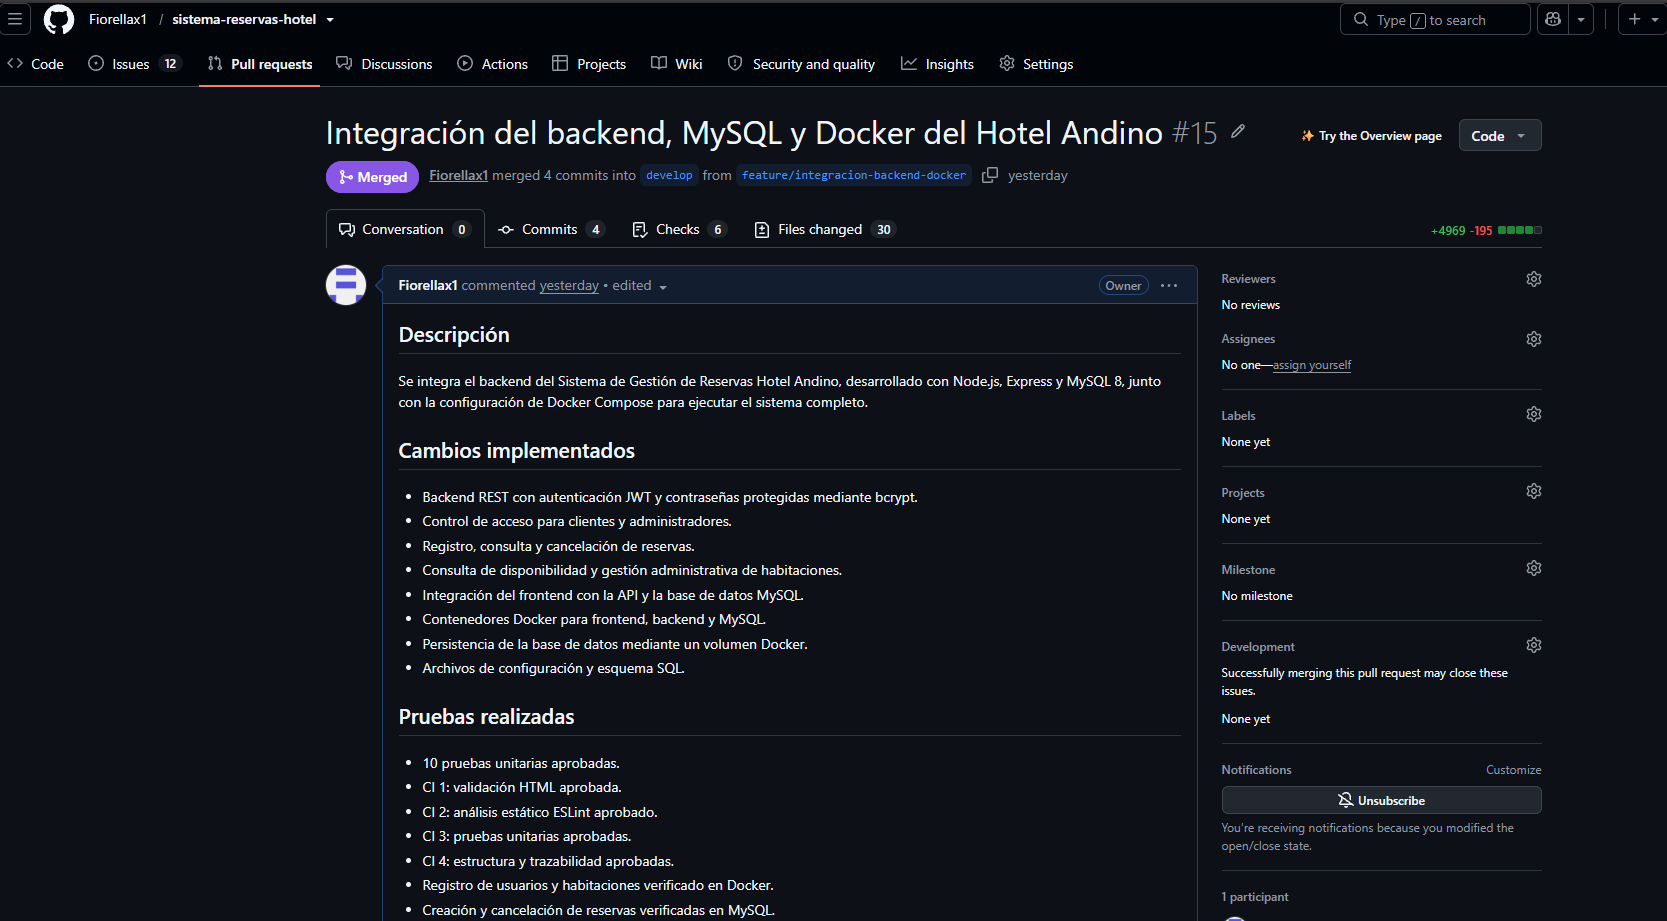 Fiorellax1 / sistema-reservas-hotel
Type / to search
Code
Issues 12
Pull requests
Discussions
Actions
Projects
Wiki
Security and quality
Insights
Settings
Integración del backend, MySQL y Docker del Hotel Andino #15
Try the Overview page
Code
Merged
Fiorellax1 merged 4 commits into develop from feature/integracion-backend-docker yesterday
Conversation 0
Commits 4
Checks 6
Files changed 30
+4969 -195
Fiorellax1 commented yesterday • edited
Owner
Descripción
Se integra el backend del Sistema de Gestión de Reservas Hotel Andino, desarrollado con Node.js, Express y MySQL 8, junto
con la configuración de Docker Compose para ejecutar el sistema completo.
Cambios implementados
• Backend REST con autenticación JWT y contraseñas protegidas mediante bcrypt.
• Control de acceso para clientes y administradores.
• Registro, consulta y cancelación de reservas.
• Consulta de disponibilidad y gestión administrativa de habitaciones.
• Integración del frontend con la API y la base de datos MySQL.
• Contenedores Docker para frontend, backend y MySQL.
• Persistencia de la base de datos mediante un volumen Docker.
• Archivos de configuración y esquema SQL.
Pruebas realizadas
• 10 pruebas unitarias aprobadas.
• CI 1: validación HTML aprobada.
• CI 2: análisis estático ESLint aprobado.
• CI 3: pruebas unitarias aprobadas.
• CI 4: estructura y trazabilidad aprobadas.
• Registro de usuarios y habitaciones verificado en Docker.
• Creación y cancelación de reservas verificadas en MySQL.
Reviewers
No reviews
Assignees
No one—assign yourself
Labels
None yet
Projects
None yet
Milestone
No milestone
Development
Successfully merging this pull request may close these
issues.
None yet
Notifications
Customize
Unsubscribe
You're receiving notifications because you modified the
open/close state.
1 participant